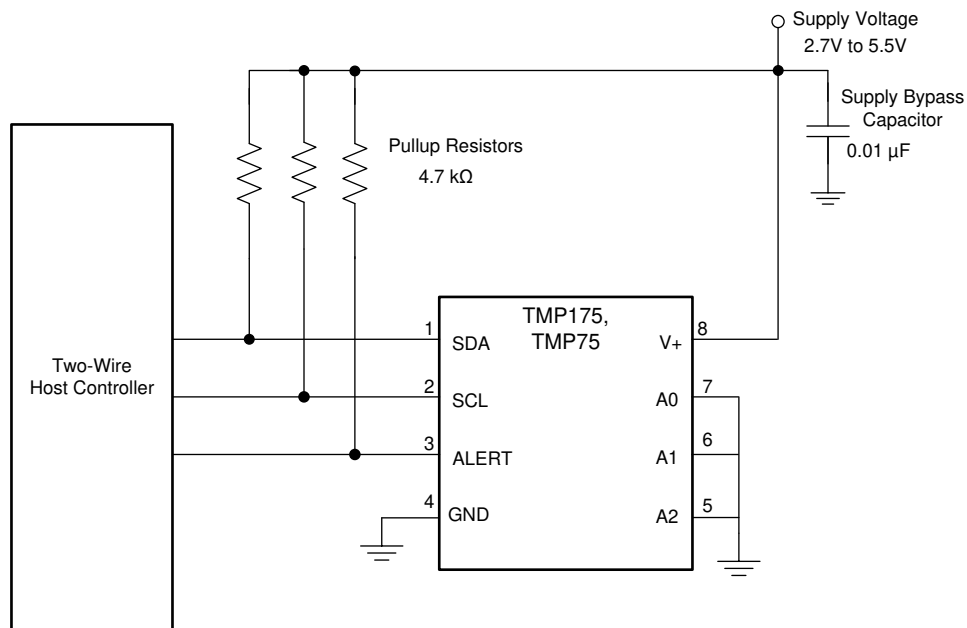 Supply Voltage
2.7V to 5.5V
Supply Bypass
Capacitor
0.01 µF
Pullup Resistors
4.7 kΩ
Two-Wire
Host Controller
TMP175,
TMP75
1 SDA
2 SCL
3 ALERT
4 GND
V+ 8
A0 7
A1 6
A2 5